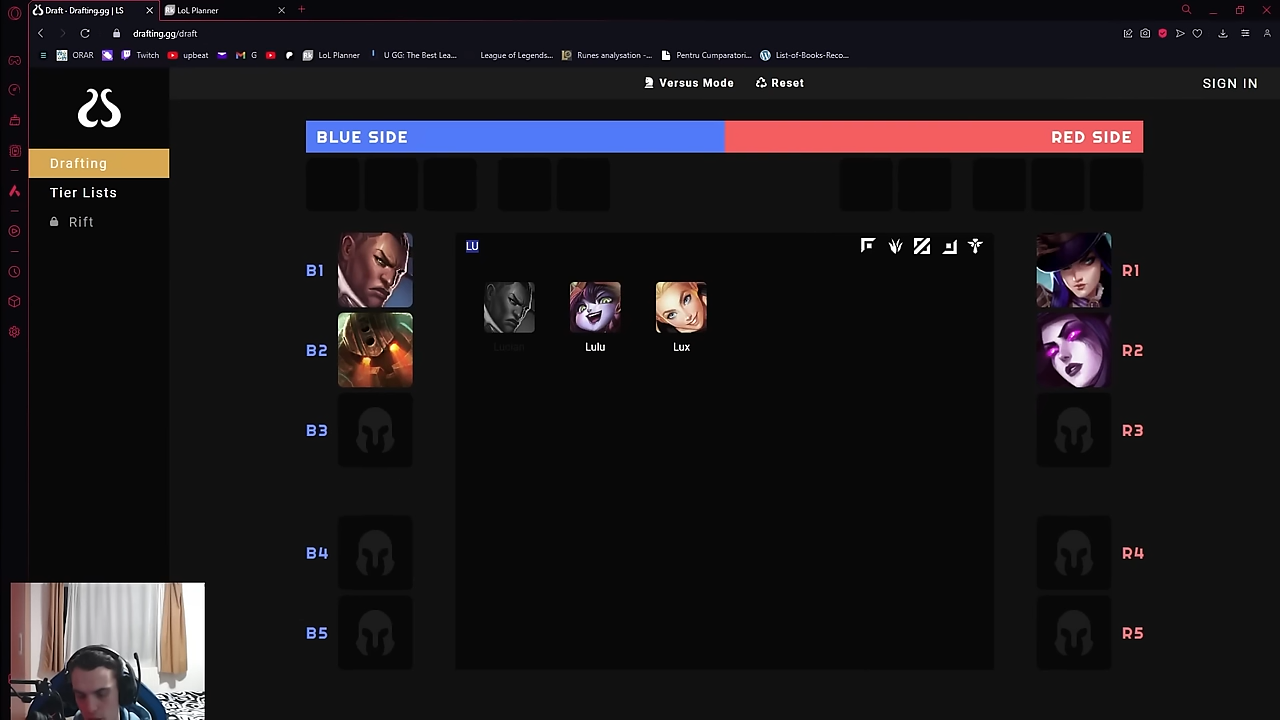 Draft - Drafting.gg | LS
LoL Planner
drafting.gg/draft
ORAR
Twitch
upbeat
G
LoL Planner
U GG: The Best Lea...
League of Legends...
Runes analysation -...
Pentru Cumparatori...
List-of-Books-Reco...
Versus Mode
Reset
SIGN IN
BLUE SIDE
RED SIDE
Drafting
Tier Lists
Rift
LU
B1
R1
Lucian
Lulu
Lux
B2
R2
B3
R3
B4
R4
B5
R5